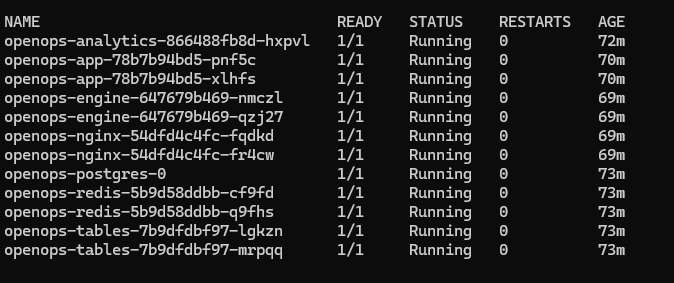 NAME READY STATUS RESTARTS AGE
openops-analytics-866488fb8d-hxpvl 1/1 Running 0 72m
openops-app-78b7b94bd5-pnf5c 1/1 Running 0 70m
openops-app-78b7b94bd5-xlhfs 1/1 Running 0 70m
openops-engine-647679b469-nmczl 1/1 Running 0 69m
openops-engine-647679b469-qzj27 1/1 Running 0 69m
openops-nginx-54dfd4c4fc-fqdkd 1/1 Running 0 69m
openops-nginx-54dfd4c4fc-fr4cw 1/1 Running 0 69m
openops-postgres-0 1/1 Running 0 73m
openops-redis-5b9d58ddbb-cf9fd 1/1 Running 0 73m
openops-redis-5b9d58ddbb-q9fhs 1/1 Running 0 73m
openops-tables-7b9dfdbf97-lgkzn 1/1 Running 0 73m
openops-tables-7b9dfdbf97-mrpqq 1/1 Running 0 73m